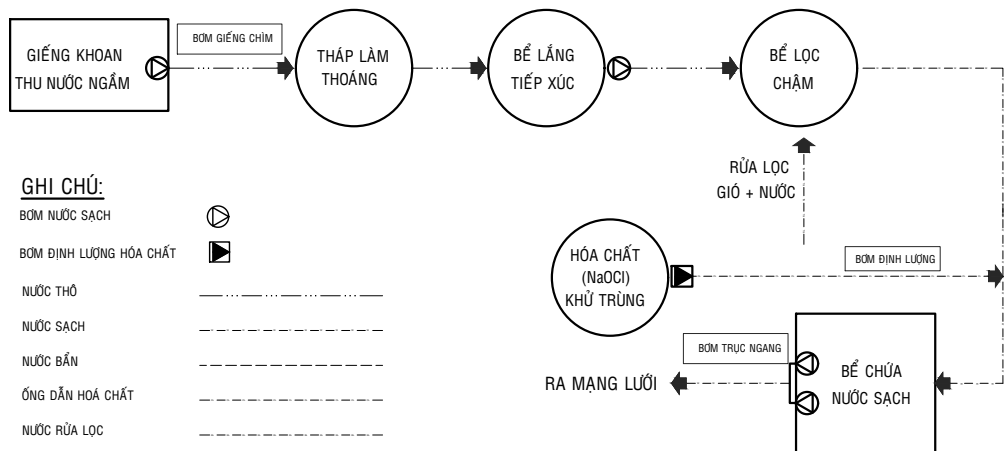 GIẾNG KHOAN
THU NƯỚC NGẦM
BƠM GIẾNG CHÌM
THÁP LÀM
THOÁNG
BỂ LẮNG
TIẾP XÚC
BỂ LỌC
CHẬM
RỬA LỌC
GIÓ + NƯỚC
HÓA CHẤT
(NaOCl)
KHỬ TRÙNG
BƠM ĐỊNH LƯỢNG
BƠM TRỤC NGANG
RA MẠNG LƯỚI
BỂ CHỨA
NƯỚC SẠCH
GHI CHÚ:
BƠM NƯỚC SẠCH
BƠM ĐỊNH LƯỢNG HÓA CHẤT
NƯỚC THÔ
NƯỚC SẠCH
NƯỚC BẨN
ỐNG DẪN HOÁ CHẤT
NƯỚC RỬA LỌC